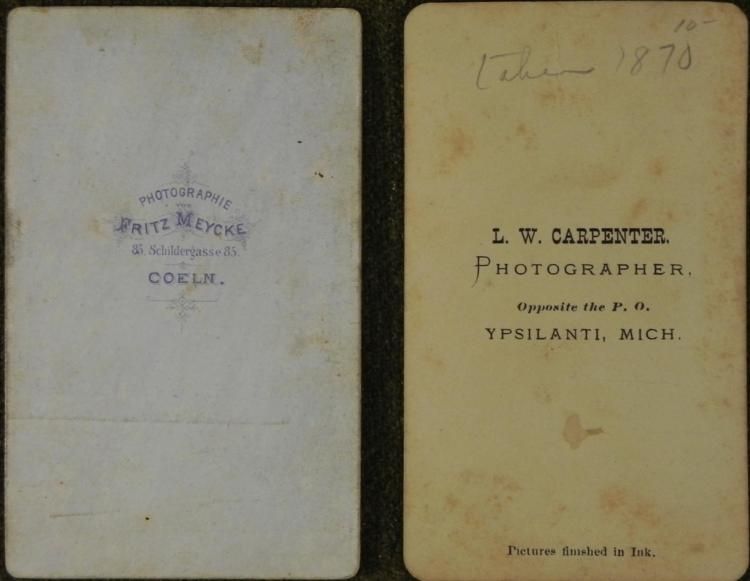 PHOTOGRAPHIE
VON
FRITZ MEYCKE
85. Schildergasse 85.
COELN.
10-
taken 1870
L. W. CARPENTER.
PHOTOGRAPHER,
Opposite the P. O.
YPSILANTI, MICH.
Pictures finished in Ink.